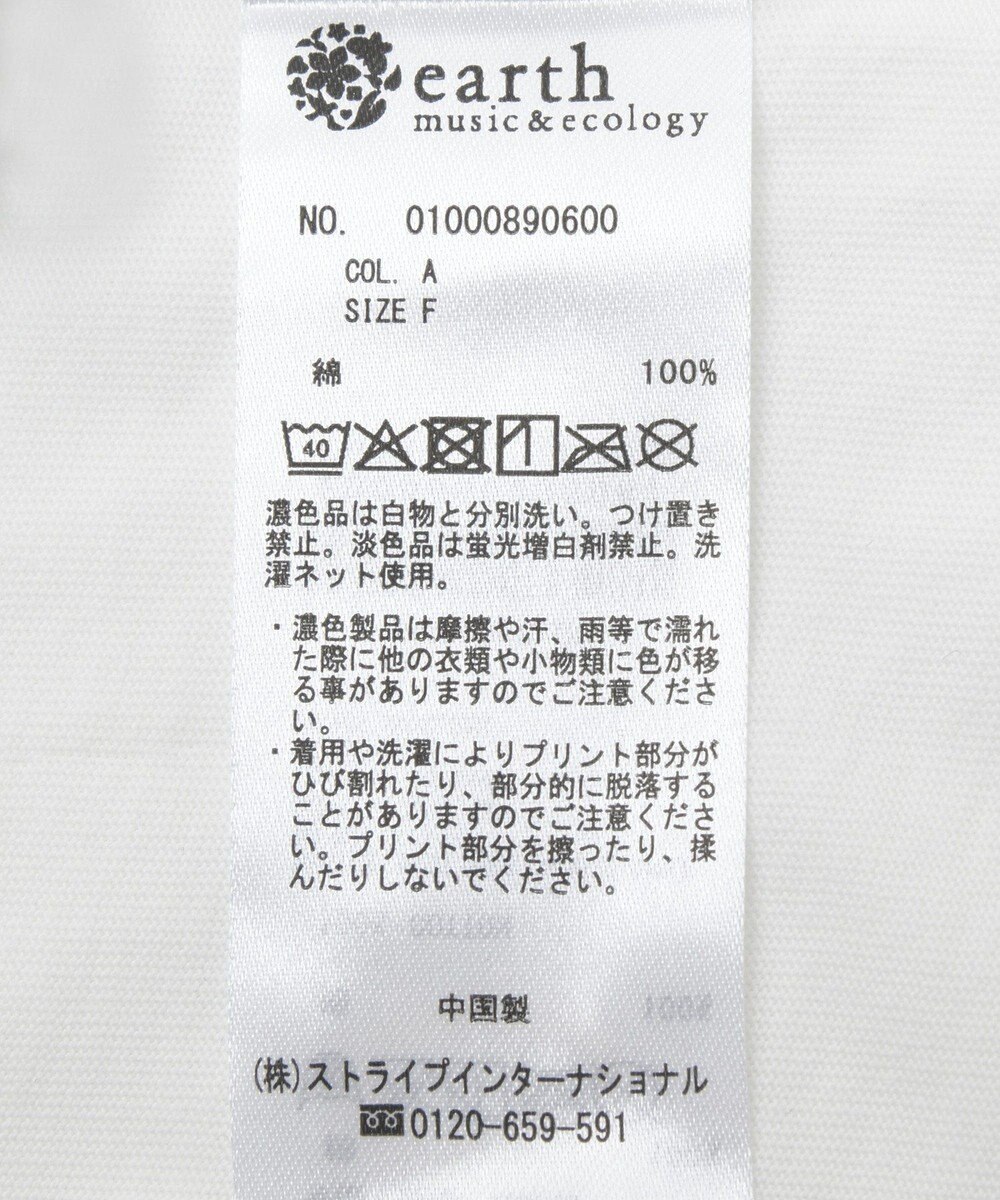 earth
music&ecology
NO. 01000890600
COL. A
SIZE F
綿 100%
40
濃色品は白物と分別洗い。つけ置き
禁止。淡色品は蛍光増白剤禁止。洗
濯ネット使用。
・濃色製品は摩擦や汗、雨等で濡れ
た際に他の衣類や小物類に色が移
る事がありますのでご注意くださ
い。
・着用や洗濯によりプリント部分が
ひび割れたり、部分的に脱落する
ことがありますのでご注意くださ
い。プリント部分を擦ったり、揉
んだりしないでください。
中国製
(株)ストライプインターナショナル
0120-659-591